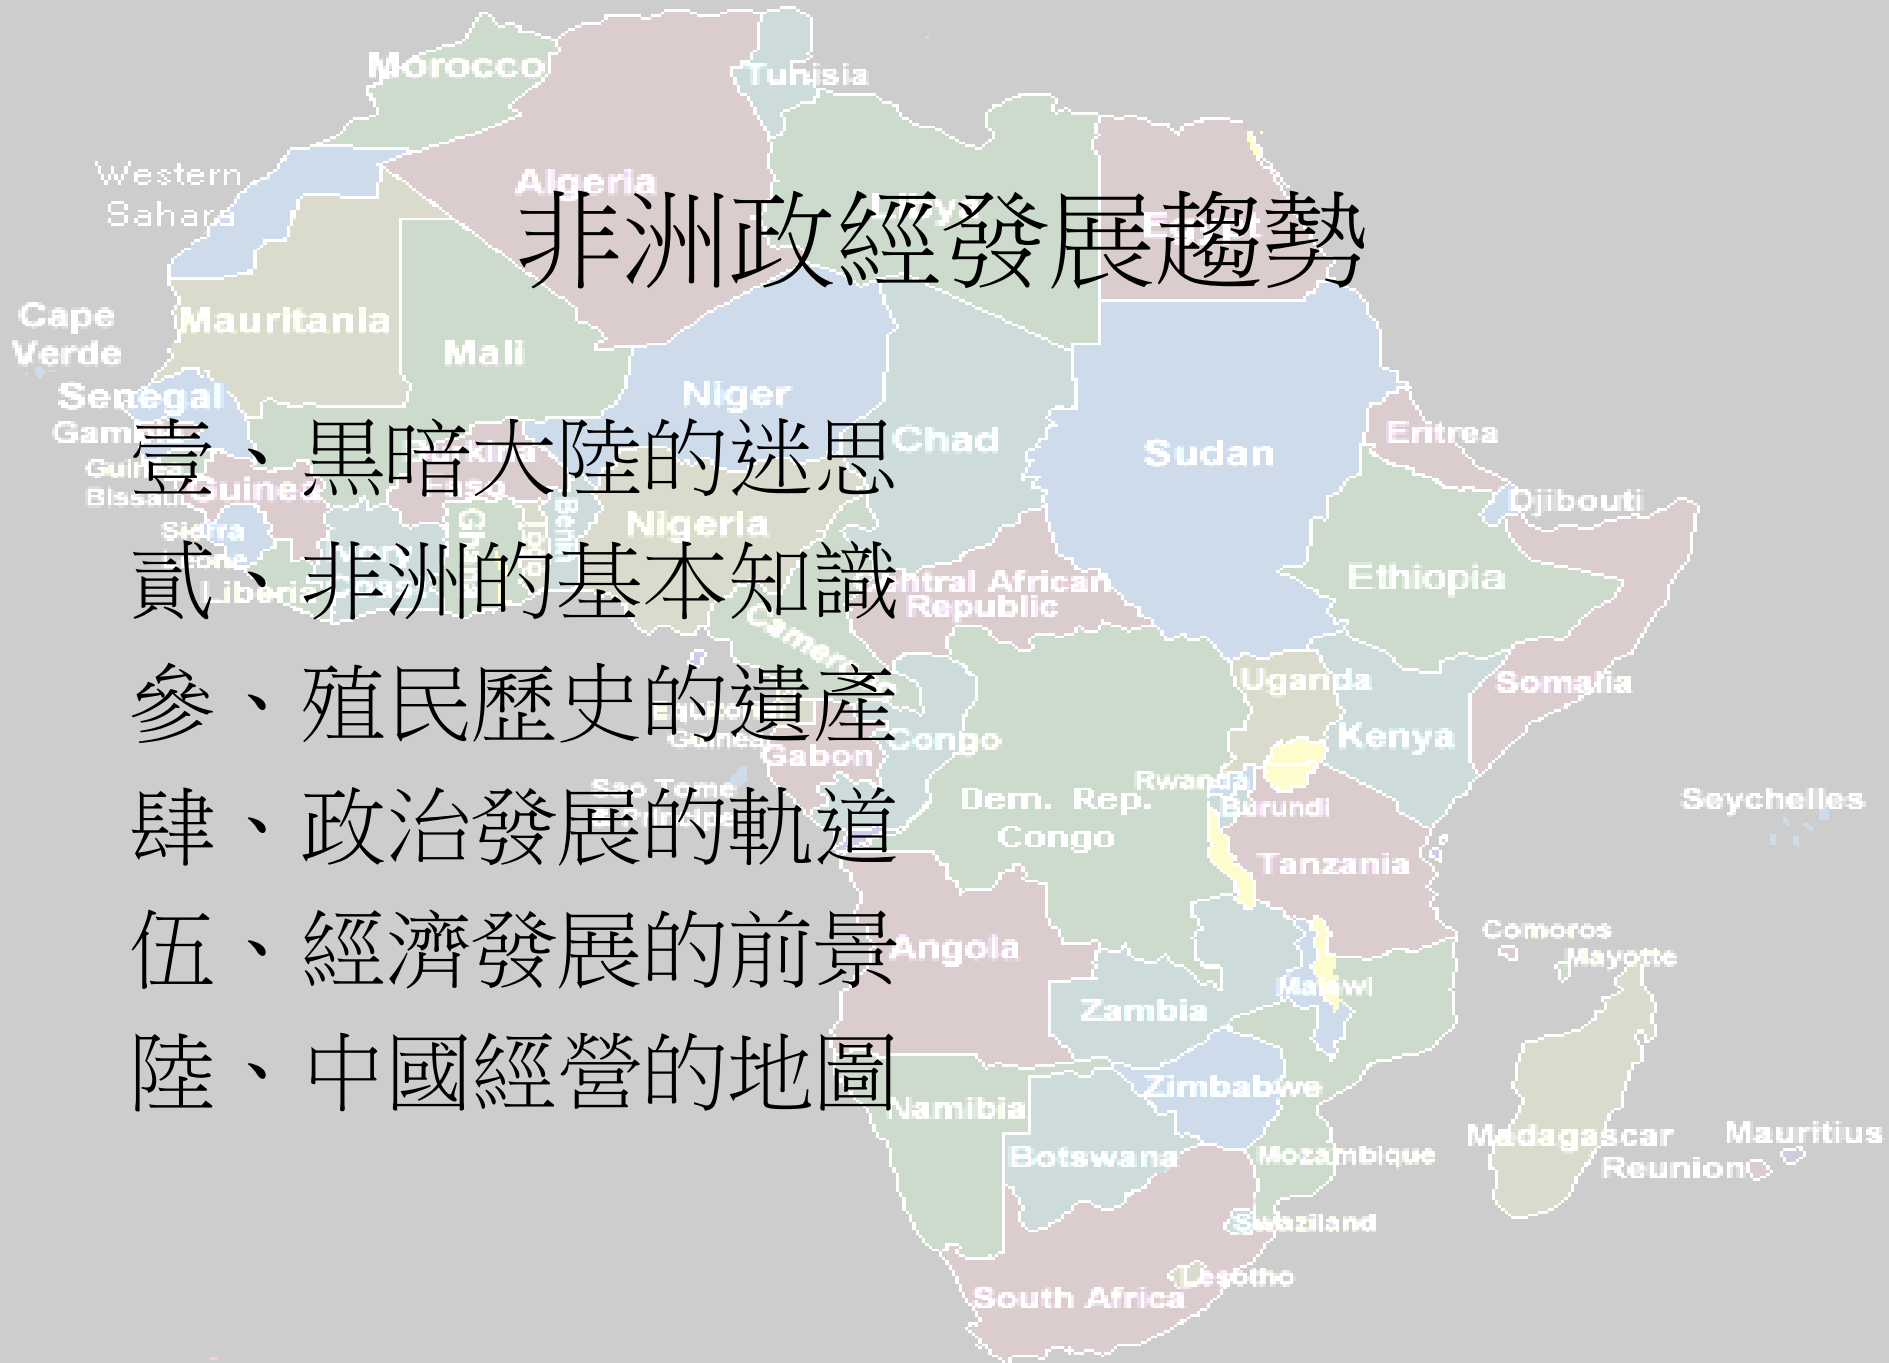 非洲政經發展趨勢
壹、黑暗大陸的迷思
貳、非洲的基本知識
參、殖民歷史的遺產
肆、政治發展的軌道
伍、經濟發展的前景
陸、中國經營的地圖
Morocco
Tunisia
Algeria
Western
Sahara
Cape
Verde
Mauritania
Mali
Niger
Chad
Sudan
Eritrea
Senegal
Guinea
Djibouti
Nigeria
Benin
Ethiopia
Republic
Uganda
Somalia
Kenya
Congo
Gabon
Rwanda
Burundi
Dem. Rep.
Congo
Seychelles
Tanzania
Comoros
Mayotte
Angola
Malawi
Zambia
Zimbabwe
Namibia
Botswana
Mozambique
Madagascar
Mauritius
Reunion
Swaziland
Lesotho
South Africa